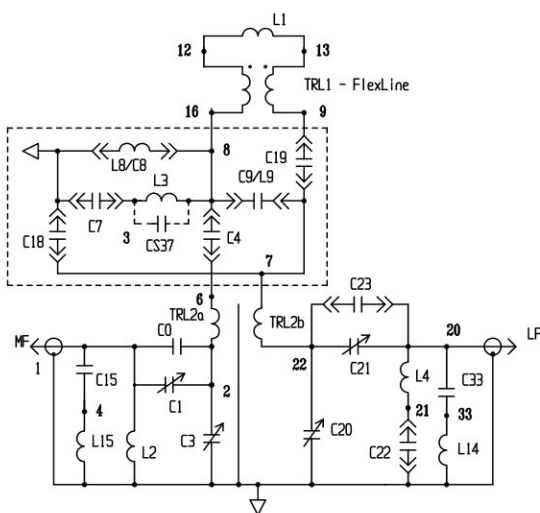 L1
12
13
TRL1 - FlexLine
16
9
8
L8/C8
C19
L3
C9/L9
C7
3
CS37
C18
C4
7
6
C23
TRL2a
TRL2b
MF
C0
20
LF
1
22
C21
C15
L4
C33
C1
2
4
21
33
C3
C20
L15
L2
C22
L14